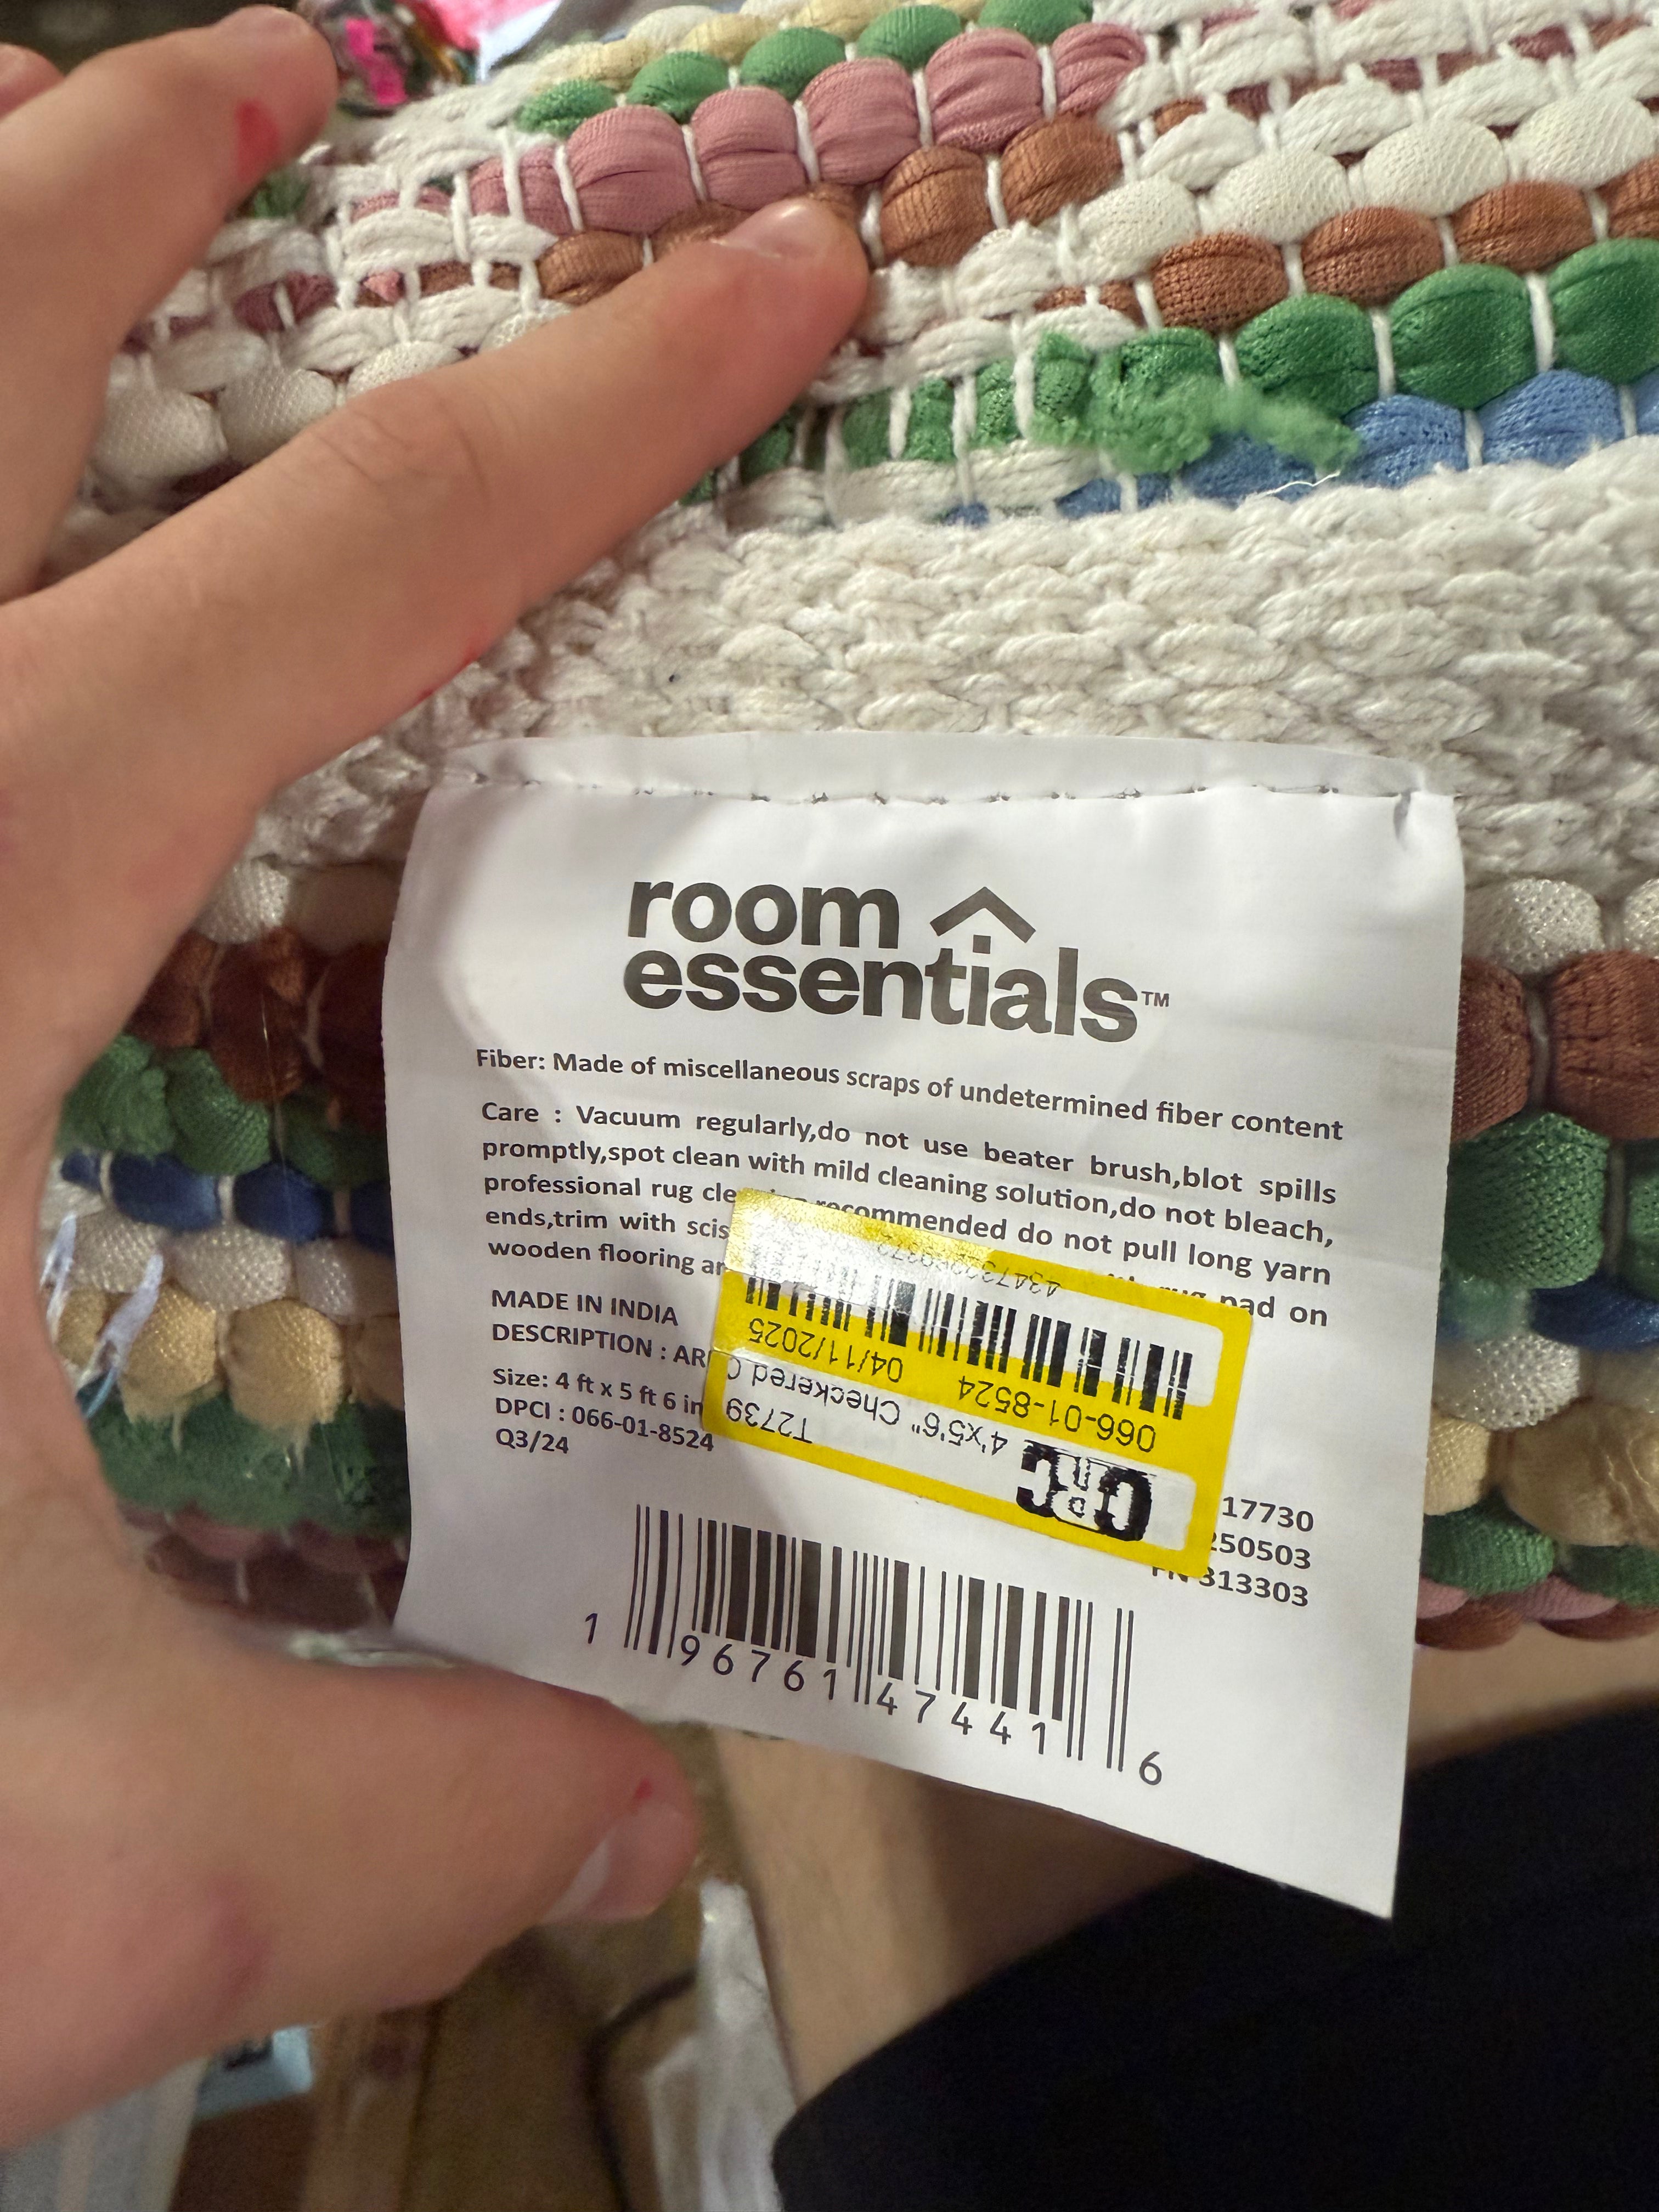 room
essentials™
Fiber: Made of miscellaneous scraps of undetermined fiber content
Care : Vacuum regularly,do not use beater brush,blot spills
promptly,spot clean with mild cleaning solution,do not bleach,
professional rug recommended do not pull long yarn
ends,trim with pad on
wooden flooring
MADE IN INDIA
DESCRIPTION :
Size: 4 ft x 5 ft 6 in
DPCI : 066-01-8524
Q3/24
17730
250503
313303
CRC
T2739
4'x5'6" Checkered
066-01-8524
04/11/2025
1 96761 47441 6